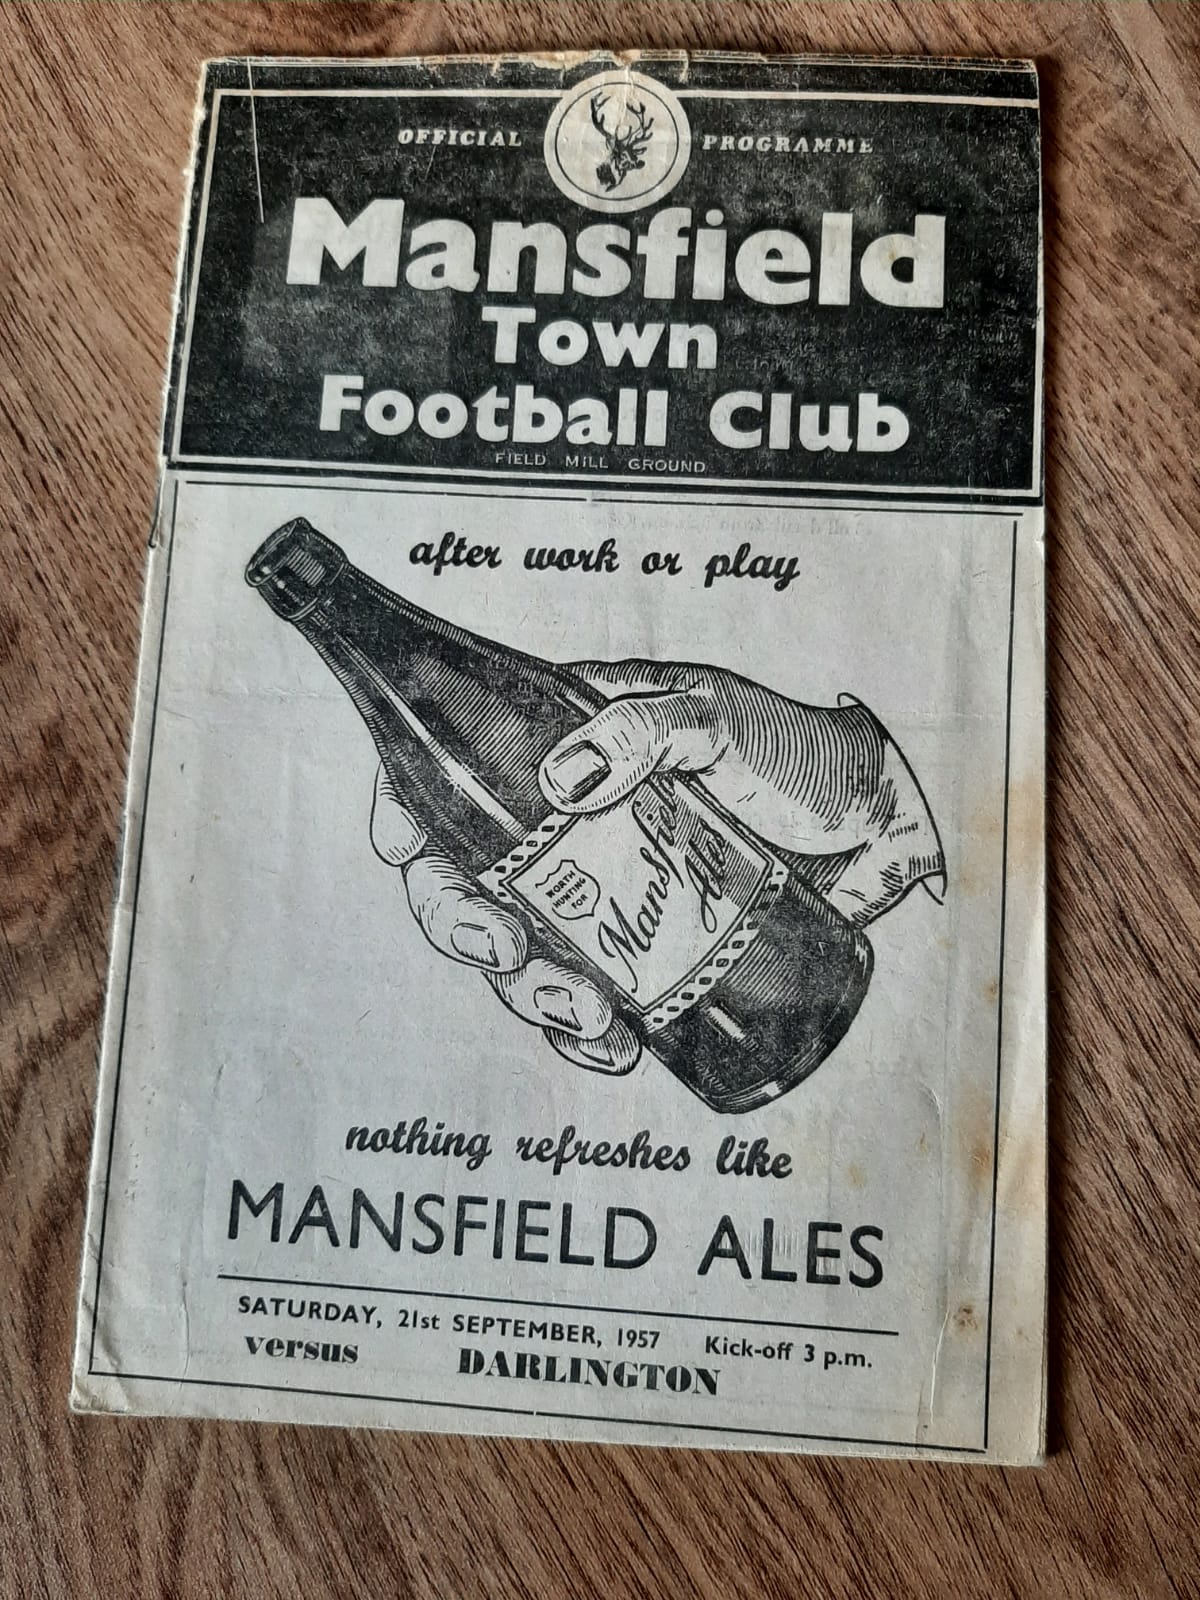 OFFICIAL PROGRAMME
Mansfield
Town
Football Club
FIELD MILL GROUND
after work or play
WORTH
HUNTING
FOR
Mansfield
Ales
nothing refreshes like
MANSFIELD ALES
SATURDAY, 21st SEPTEMBER, 1957 Kick-off 3 p.m.
versus DARLINGTON